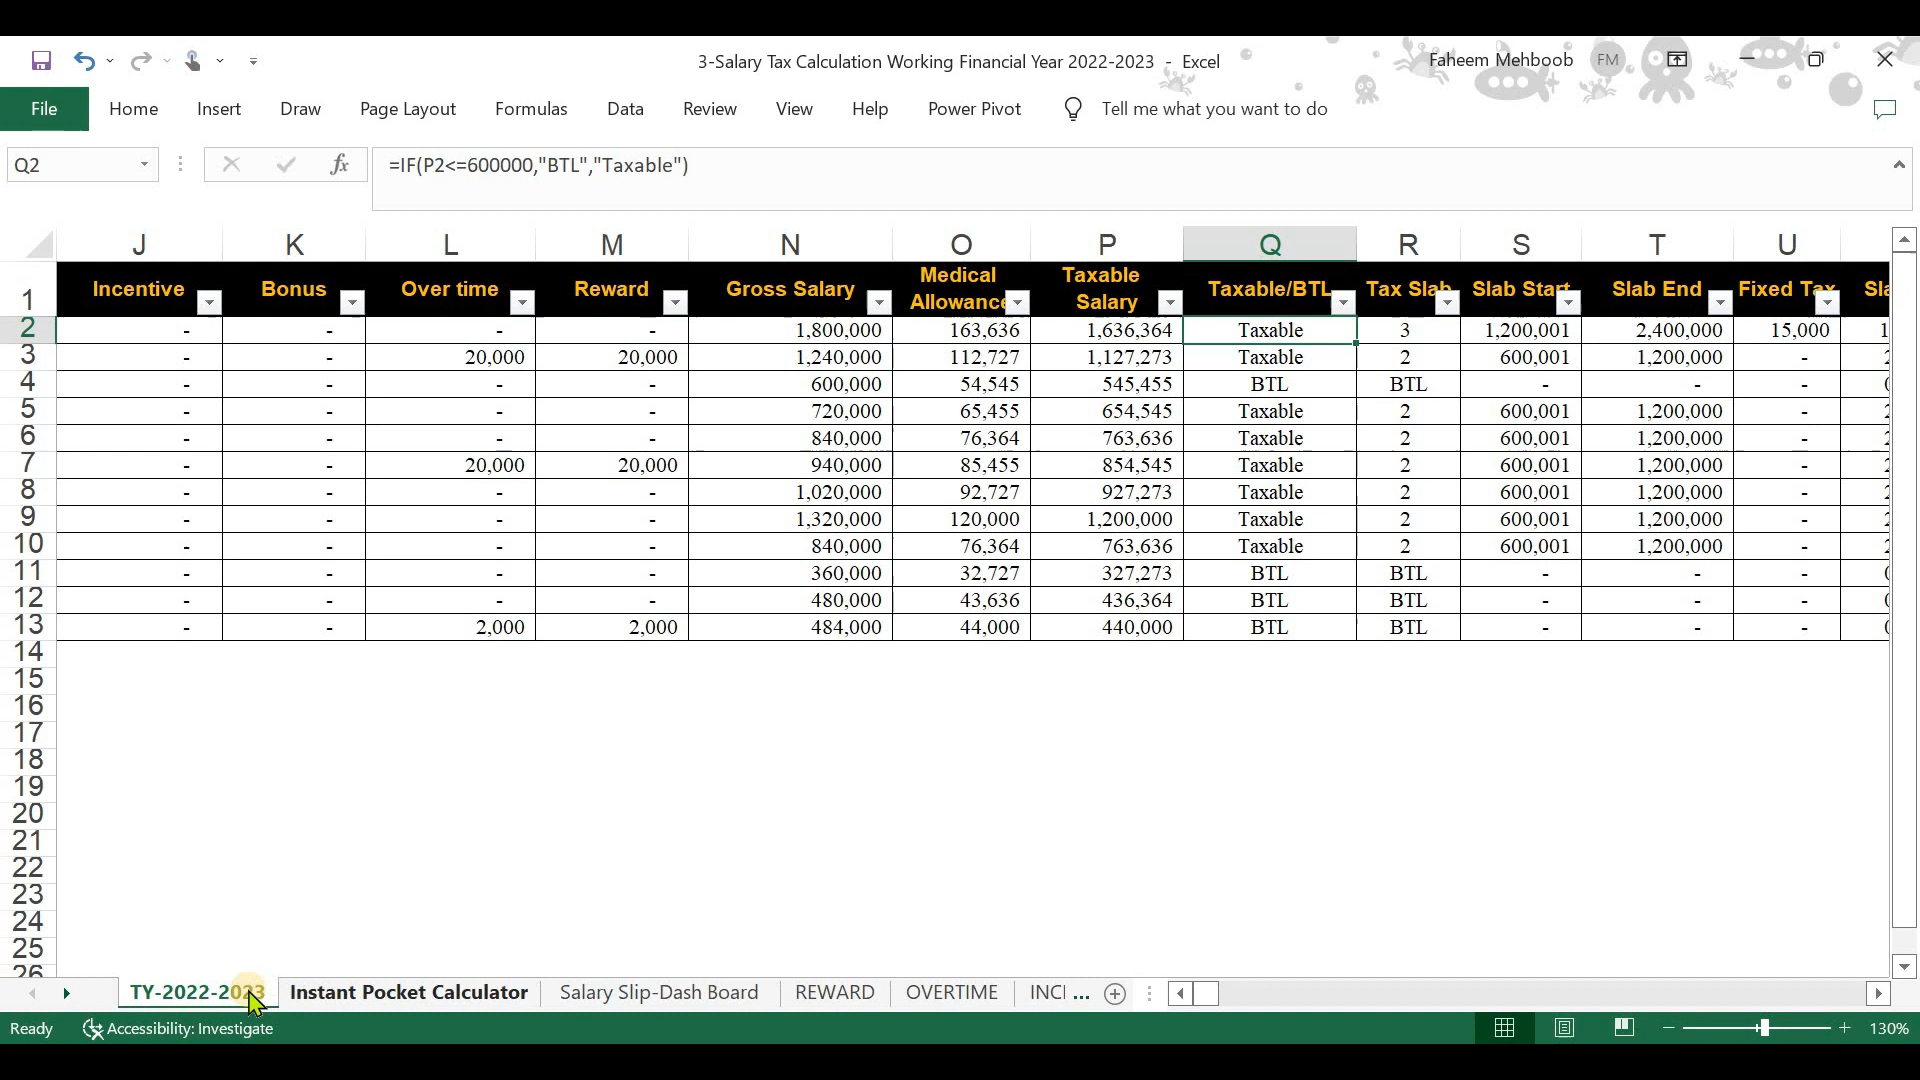 3-Salary Tax Calculation Working Financial Year 2022-2023 - Excel
Faheem Mehboob FM
File Home Insert Draw Page Layout Formulas Data Review View Help Power Pivot Tell me what you want to do
Q2 fx =IF(P2<=600000,"BTL","Taxable")
J K L M N O P Q R S T U
1 Incentive Bonus Over time Reward Gross Salary Medical Allowance Taxable Salary Taxable/BTL Tax Slab Slab Start Slab End Fixed Tax Sla
2 - - - - 1,800,000 163,636 1,636,364 Taxable 3 1,200,001 2,400,000 15,000 1
3 - - 20,000 20,000 1,240,000 112,727 1,127,273 Taxable 2 600,001 1,200,000 -
4 - - - - 600,000 54,545 545,455 BTL BTL - - -
5 - - - - 720,000 65,455 654,545 Taxable 2 600,001 1,200,000 -
6 - - - - 840,000 76,364 763,636 Taxable 2 600,001 1,200,000 -
7 - - 20,000 20,000 940,000 85,455 854,545 Taxable 2 600,001 1,200,000 -
8 - - - - 1,020,000 92,727 927,273 Taxable 2 600,001 1,200,000 -
9 - - - - 1,320,000 120,000 1,200,000 Taxable 2 600,001 1,200,000 -
10 - - - - 840,000 76,364 763,636 Taxable 2 600,001 1,200,000 -
11 - - - - 360,000 32,727 327,273 BTL BTL - - -
12 - - - - 480,000 43,636 436,364 BTL BTL - - -
13 - - 2,000 2,000 484,000 44,000 440,000 BTL BTL - - -
14
15
16
17
18
19
20
21
22
23
24
25
26
TY-2022-2023 Instant Pocket Calculator Salary Slip-Dash Board REWARD OVERTIME INCI ...
Ready Accessibility: Investigate 130%